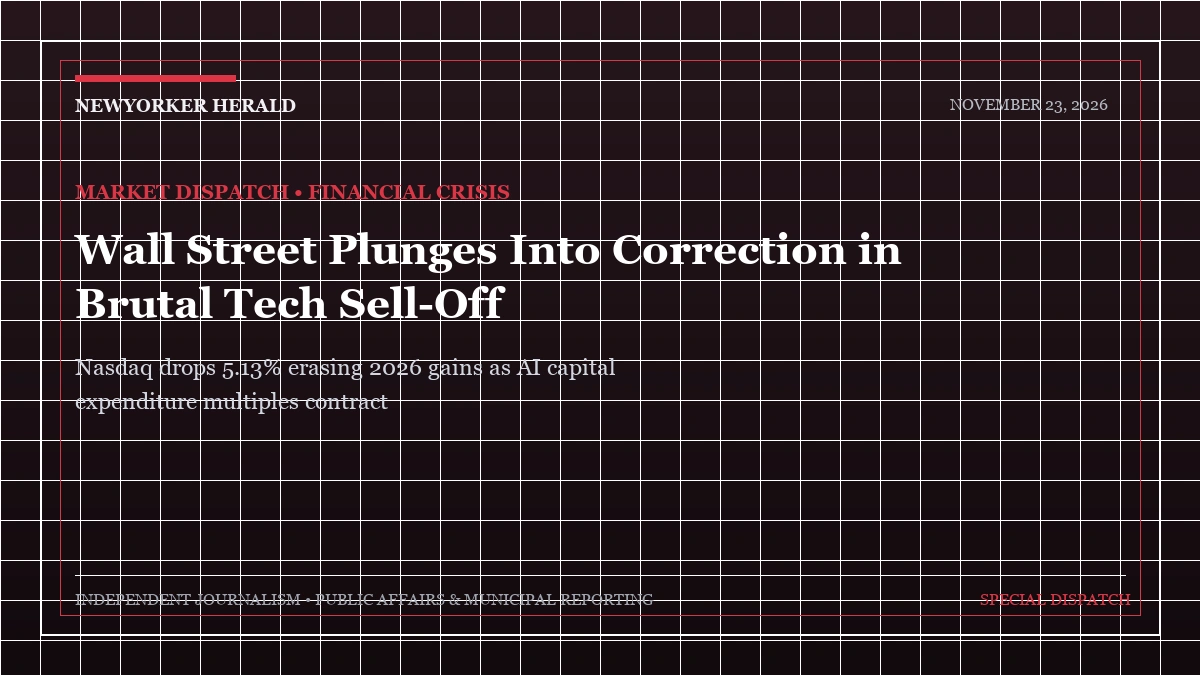 NEWYORKER HERALD
NOVEMBER 23, 2026
MARKET DISPATCH • FINANCIAL CRISIS
Wall Street Plunges Into Correction in
Brutal Tech Sell-Off
Nasdaq drops 5.13% erasing 2026 gains as AI capital
expenditure multiples contract
INDEPENDENT JOURNALISM • PUBLIC AFFAIRS & MUNICIPAL REPORTING
SPECIAL DISPATCH